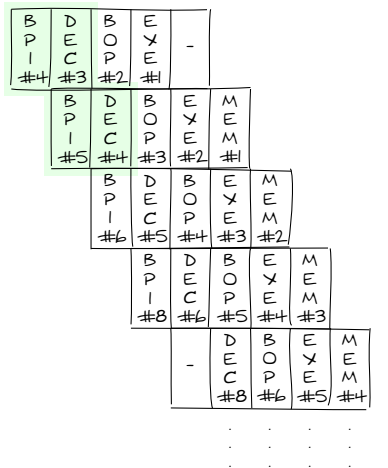 B D B E
P E O X -
I C P E
#4 #3 #2 #1
B D B E M
P E O X E
I C P E M
#5 #4 #3 #2 #1
B D B E M
P E O X E
I C P E M
#6 #5 #4 #3 #2
B D B E M
P E O X E
I C P E M
#8 #6 #5 #4 #3
D B E M
- E O X E
C P E M
#8 #6 #5 #4
. . . .
. . . .
. . . .